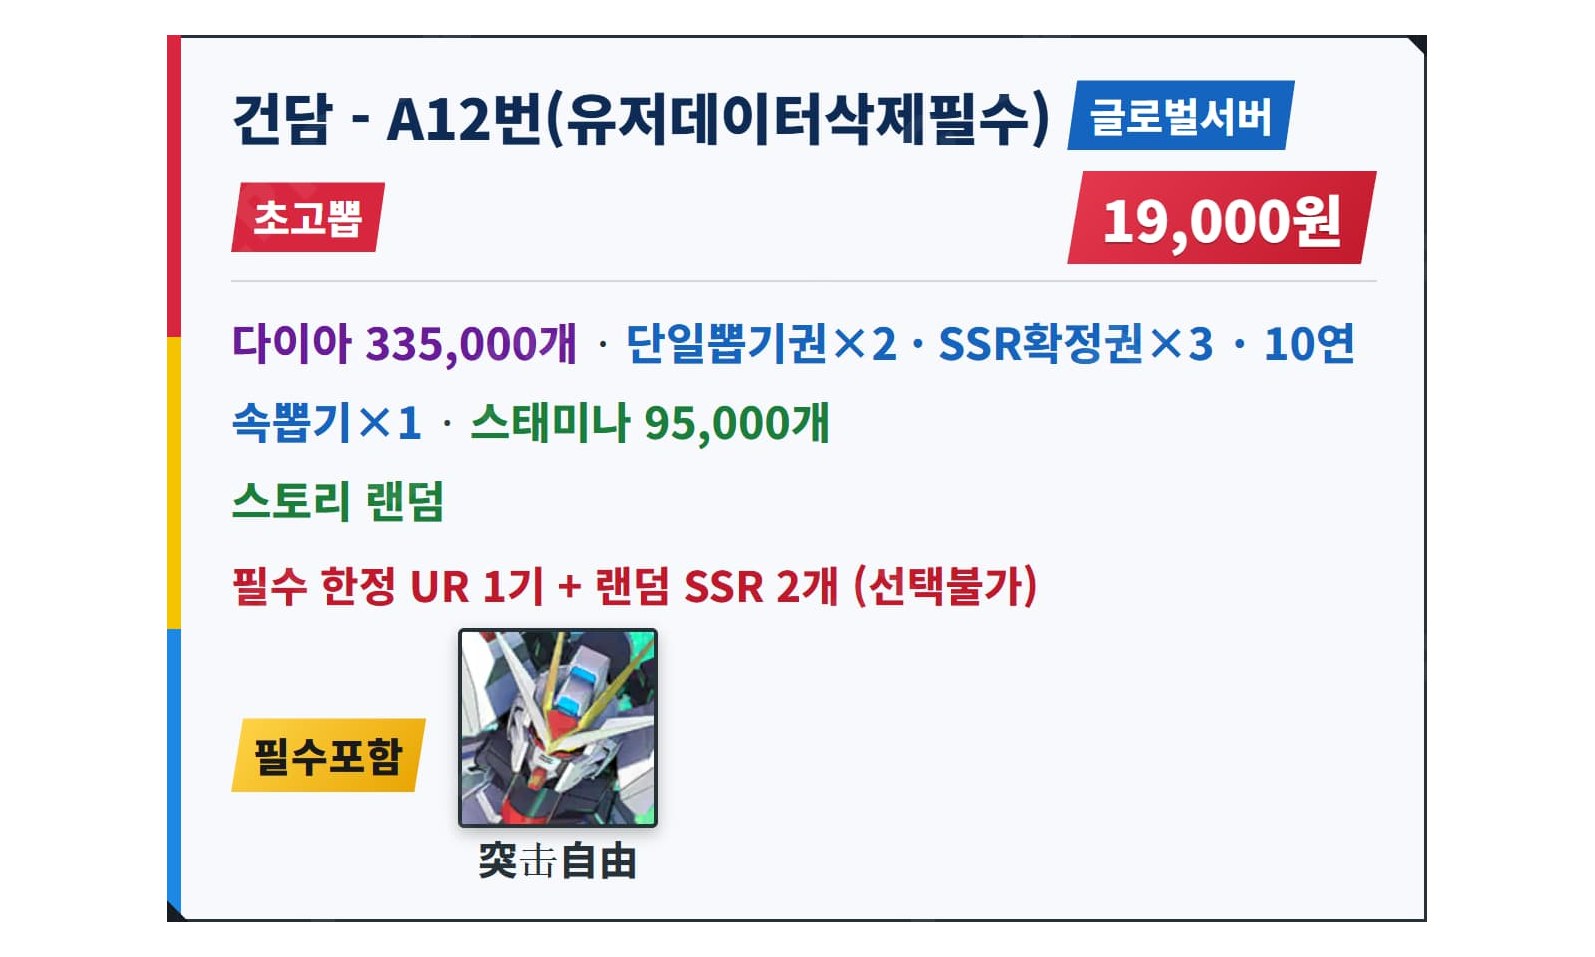 건담 - A12번(유저데이터삭제필수) 글로벌서버
초고뽑 19,000원
다이아 335,000개 · 단일뽑기권×2 · SSR확정권×3 · 10연
속뽑기×1 · 스태미나 95,000개
스토리 랜덤
필수 한정 UR 1기 + 랜덤 SSR 2개 (선택불가)
필수포함
突击自由